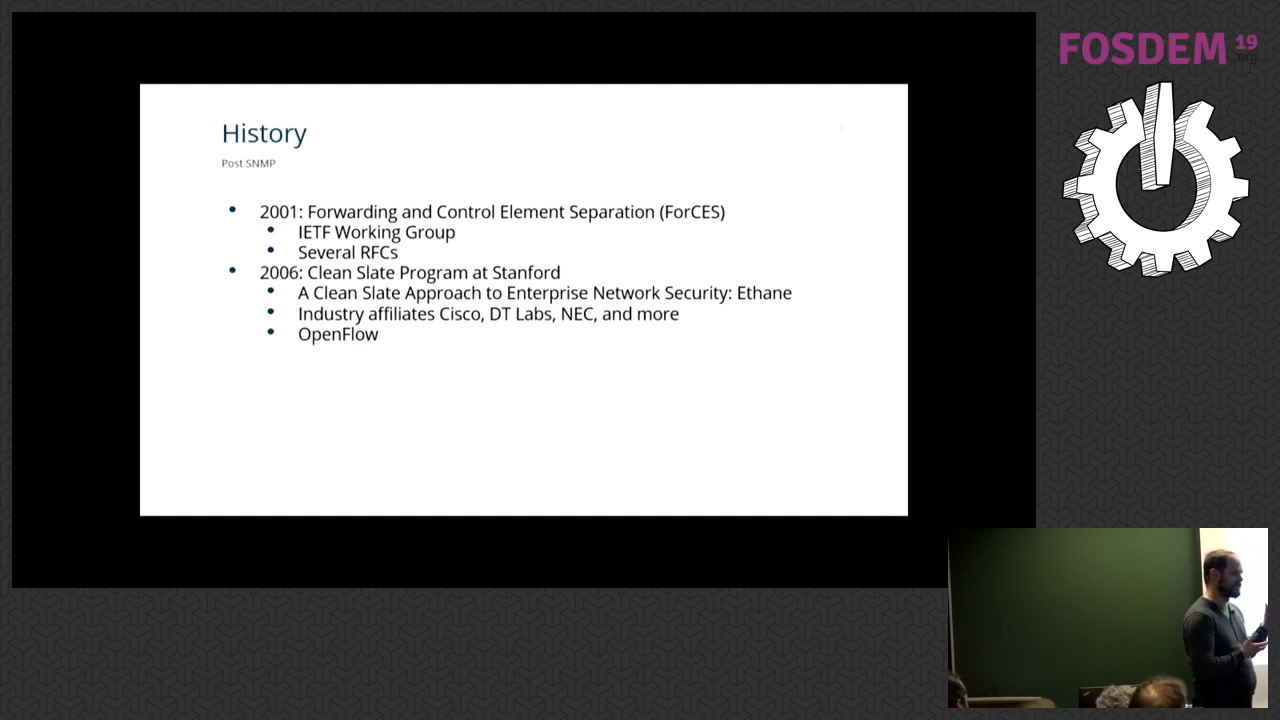 FOSDEM 19
.org
History
Post SNMP
2001: Forwarding and Control Element Separation (ForCES)
IETF Working Group
Several RFCs
2006: Clean Slate Program at Stanford
A Clean Slate Approach to Enterprise Network Security: Ethane
Industry affiliates Cisco, DT Labs, NEC, and more
OpenFlow